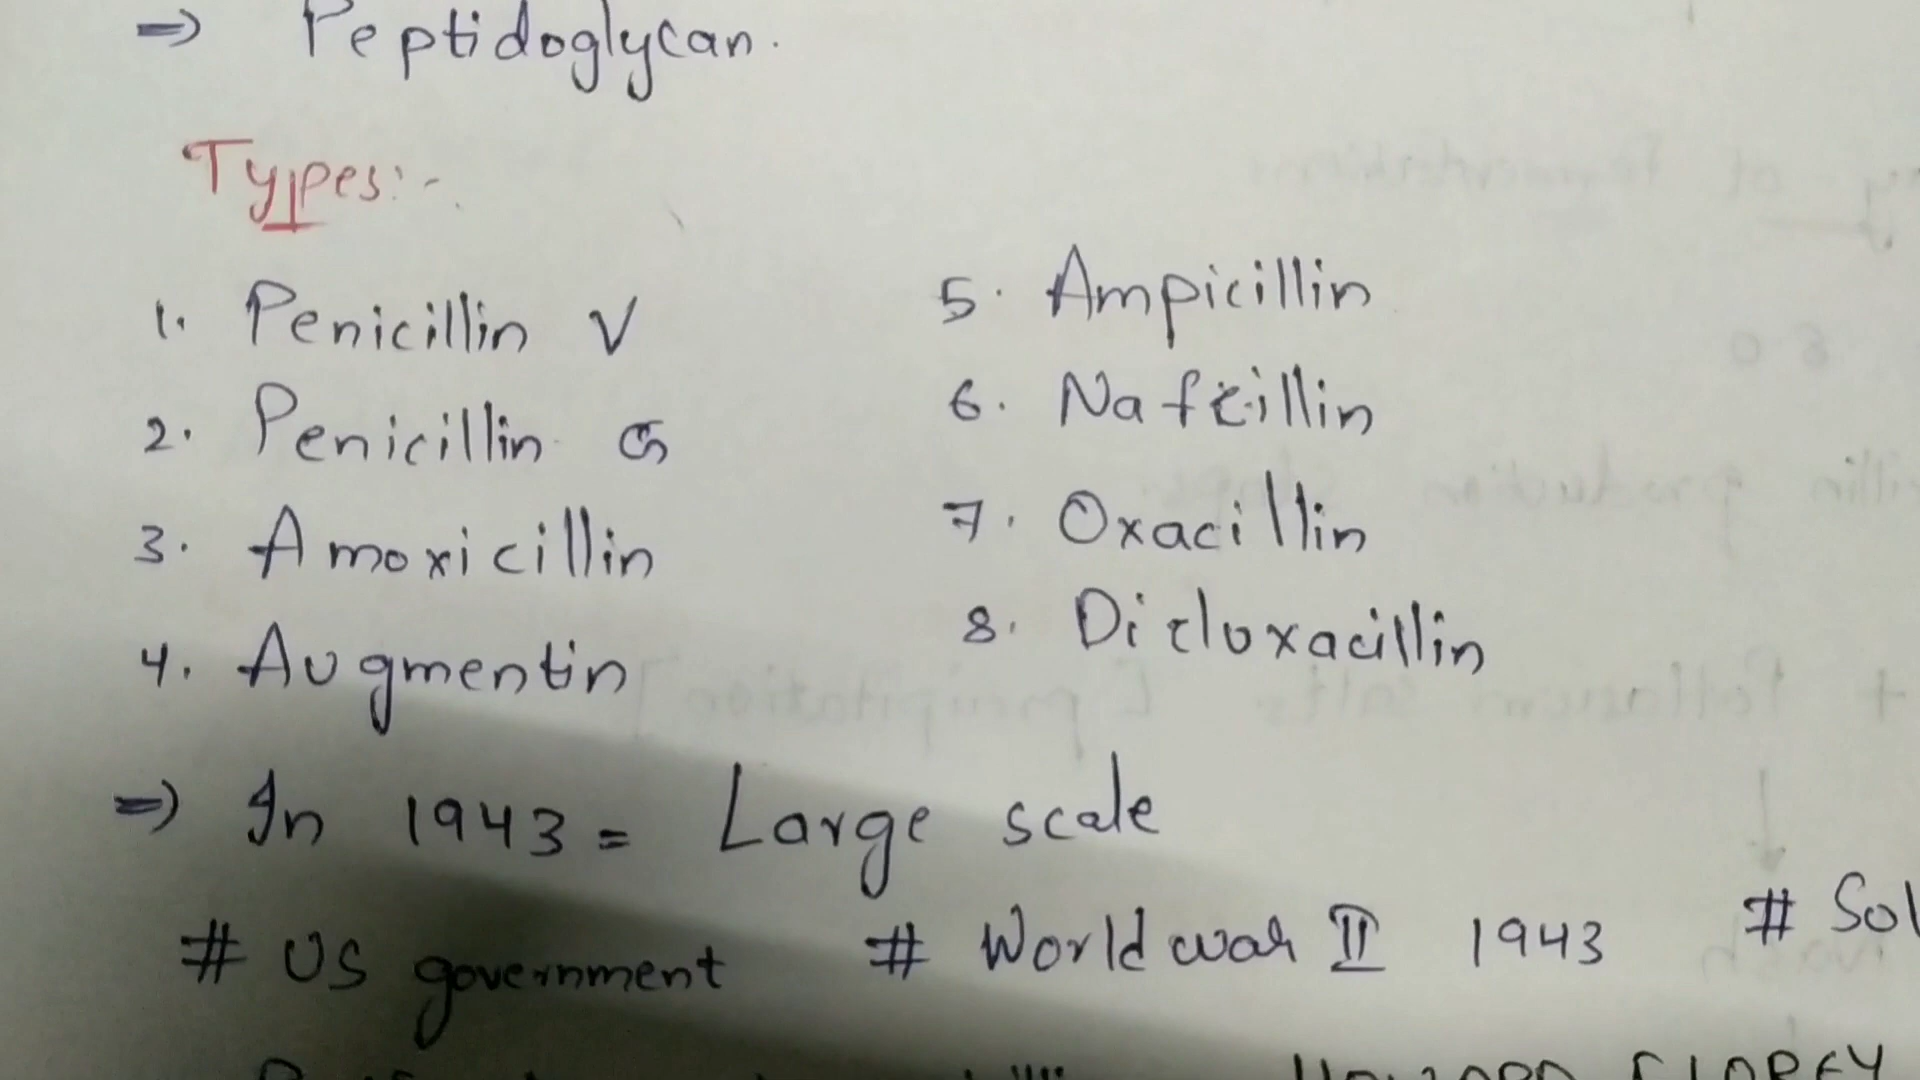 ⇒ Peptidoglycan.
Types:-
1. Penicillin V
2. Penicillin G
3. Amoxicillin
4. Augmentin
5. Ampicillin
6. Nafcillin
7. Oxacillin
8. Dicloxacillin
⇒ In 1943 = Large scale
# US government # World war II 1943 # Sol